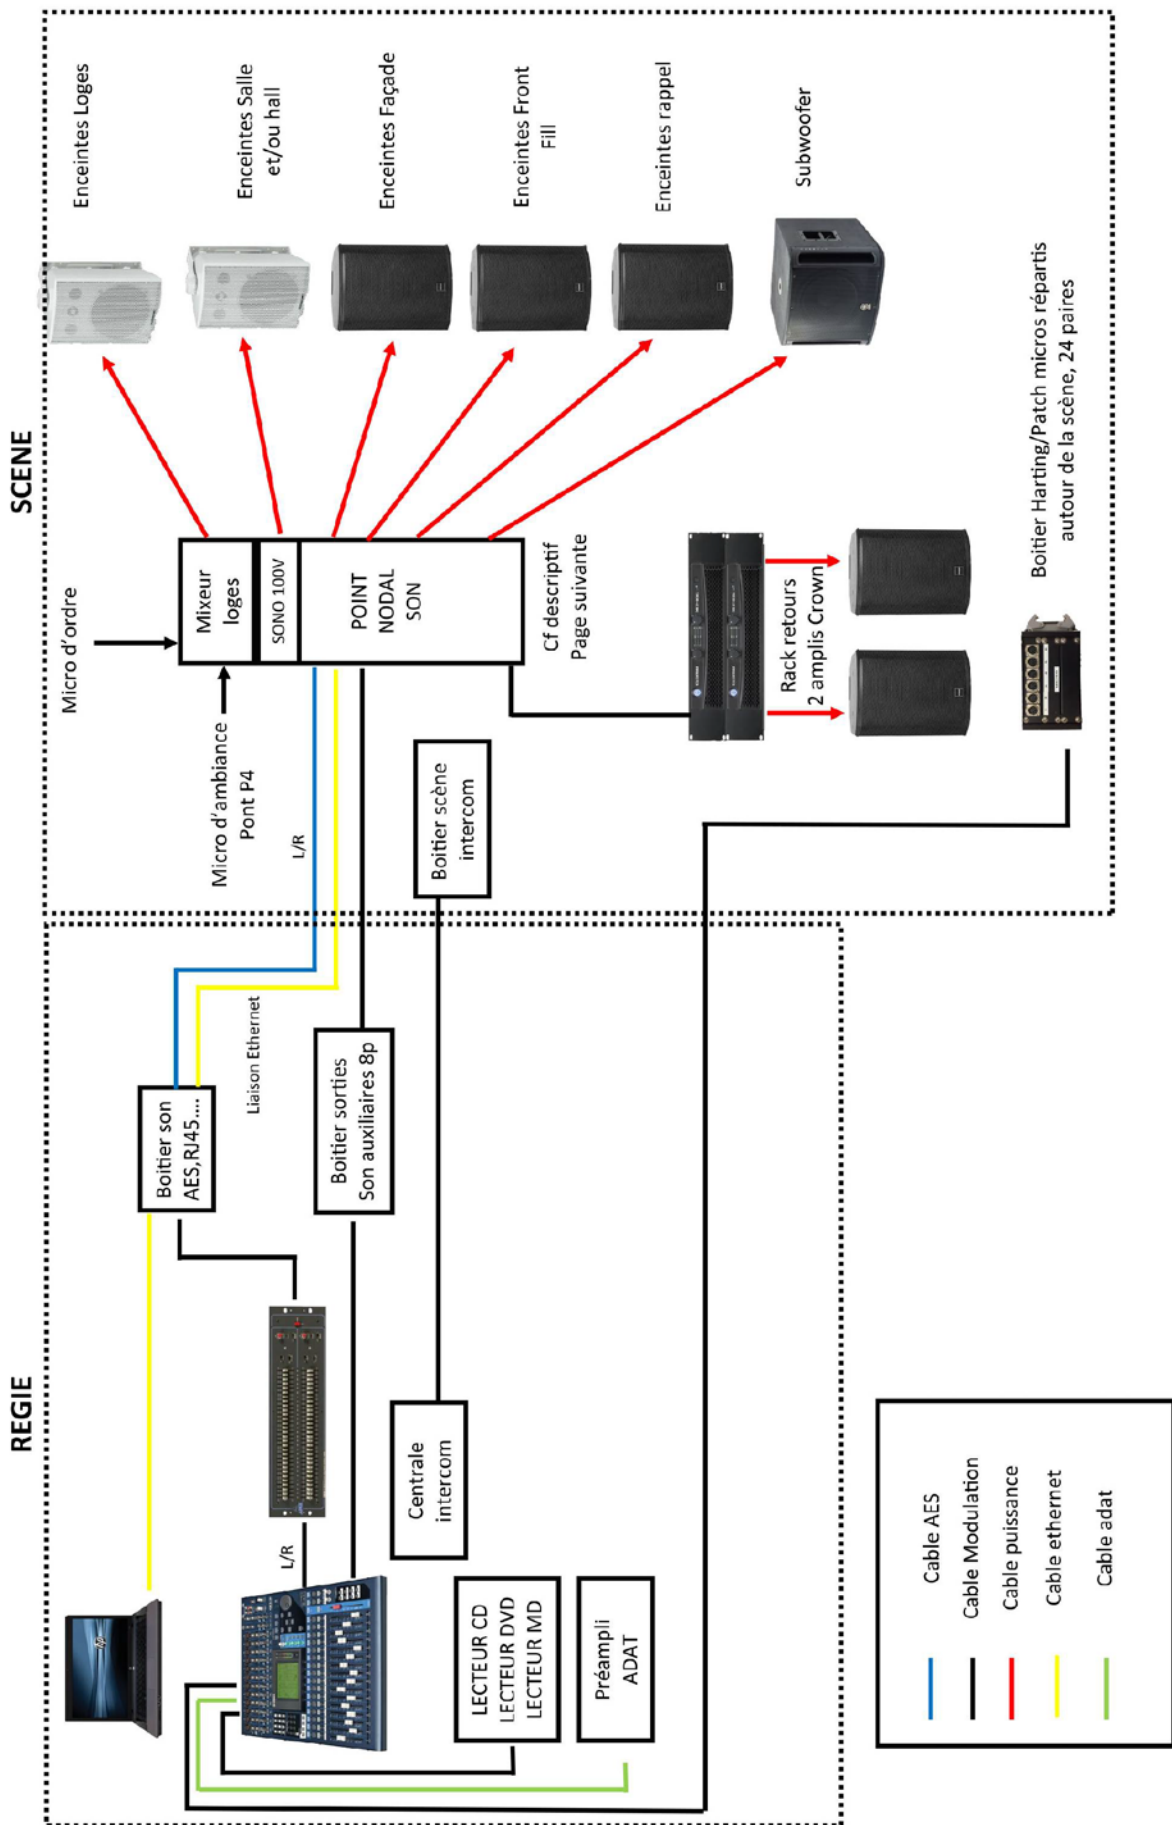 REGIE
SCENE
Micro d'ordre
Micro d'ambiance
Pont P4
Mixeur
loges
SONO 100V
POINT
NODAL
SON
Cf descriptif
Page suivante
Enceintes Loges
Enceintes Salle
et/ou hall
Enceintes Façade
Enceintes Front
Fill
Enceintes rappel
Subwoofer
Rack retours
2 amplis Crown
Boitier Harting/Patch micros répartis
autour de la scène, 24 paires
Boitier scène
intercom
L/R
Liaison Ethernet
Boitier son
AES,RJ45....
Boitier sorties
Son auxiliaires 8p
L/R
Centrale
intercom
LECTEUR CD
LECTEUR DVD
LECTEUR MD
Préampli
ADAT
Cable AES
Cable Modulation
Cable puissance
Cable ethernet
Cable adat